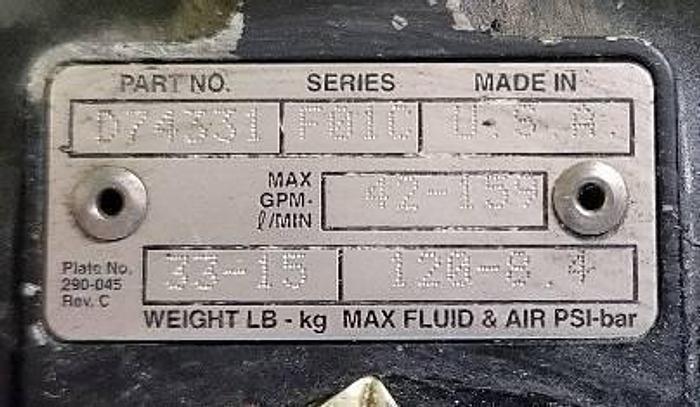 PART NO. SERIES MADE IN
D74331 F01C U.S.A.
MAX
GPM-
ℓ/MIN
42-159
Plate No.
290-045
Rev. C
33-15 120-8.4
WEIGHT LB - kg MAX FLUID & AIR PSI-bar